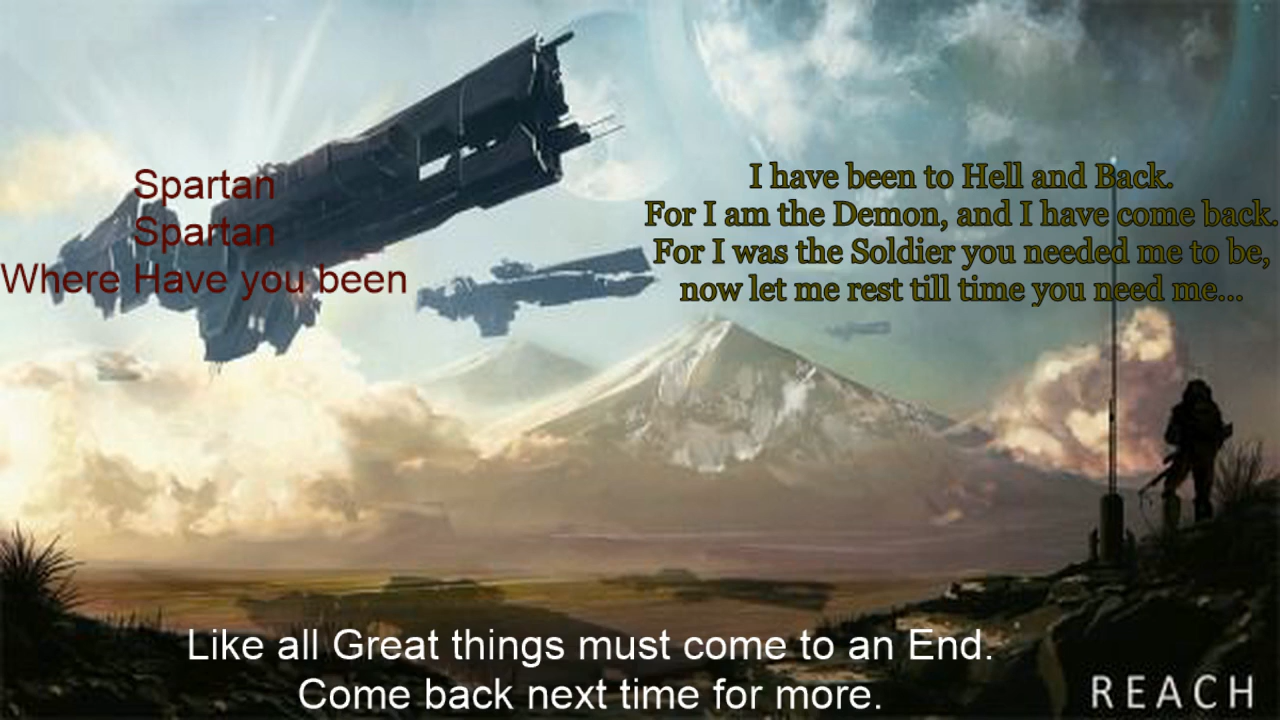 Spartan
Spartan
Where Have you been
I have been to Hell and Back.
For I am the Demon, and I have come back.
For I was the Soldier you needed me to be,
now let me rest till time you need me...
Like all Great things must come to an End.
Come back next time for more.
REACH